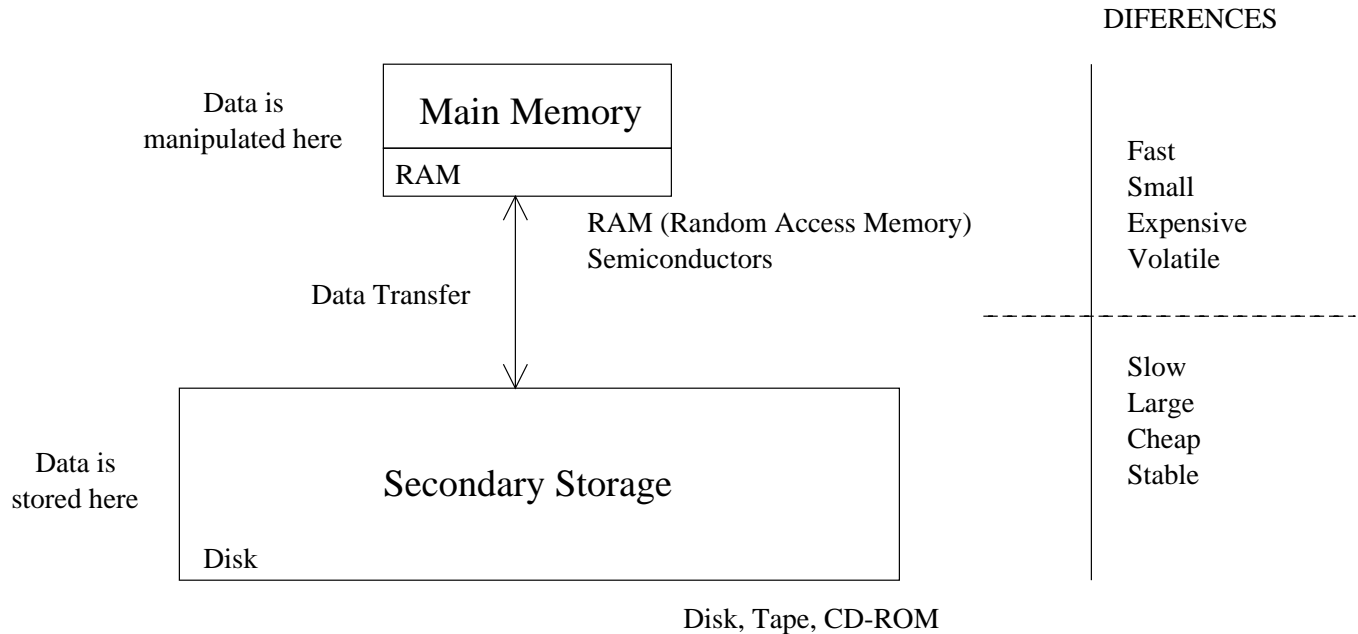 DIFERENCES
Data is
manipulated here
Main Memory
RAM
RAM (Random Access Memory)
Semiconductors
Data Transfer
Fast
Small
Expensive
Volatile
Data is
stored here
Secondary Storage
Disk
Disk, Tape, CD-ROM
Slow
Large
Cheap
Stable